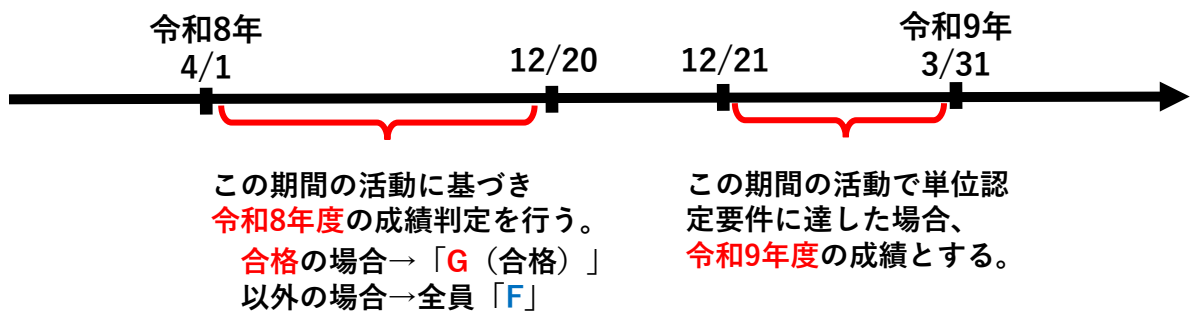 令和8年
4/1
12/20
12/21
令和9年
3/31
この期間の活動に基づき
令和8年度の成績判定を行う。
合格の場合→「G（合格）」
以外の場合→全員「F」
この期間の活動で単位認
定要件に達した場合、
令和9年度の成績とする。